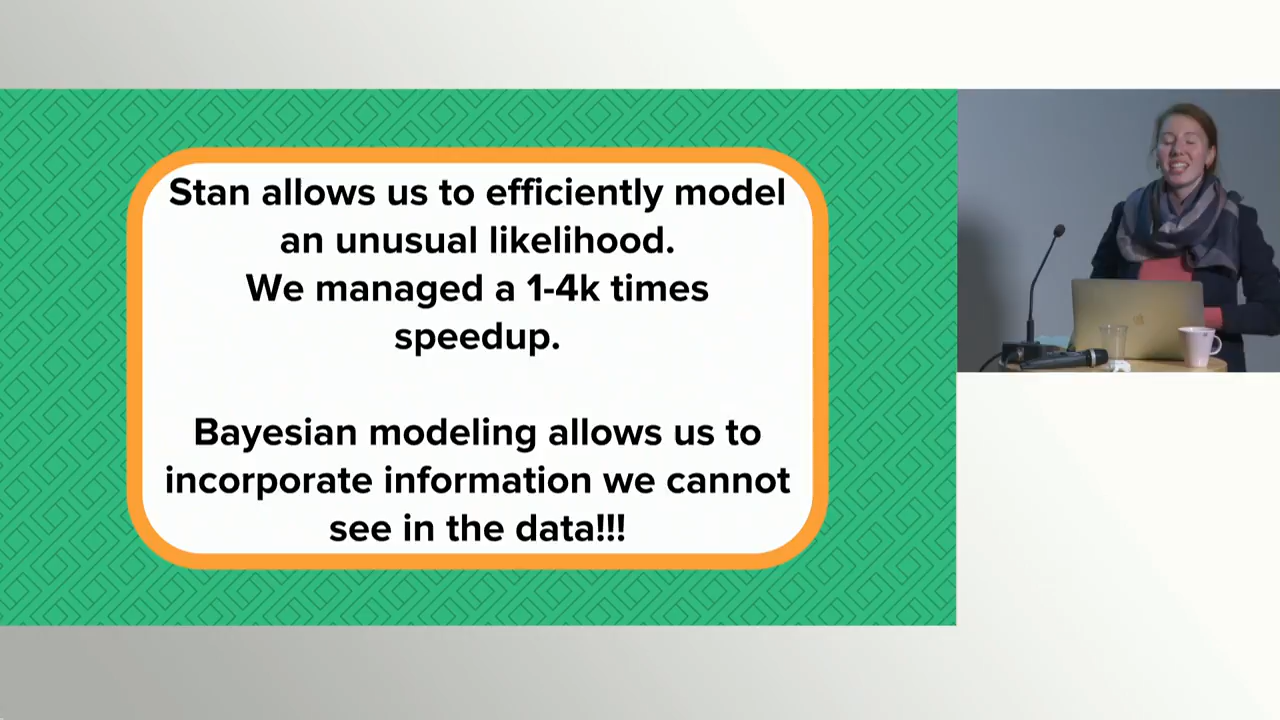 Stan allows us to efficiently model
an unusual likelihood.
We managed a 1-4k times
speedup.
Bayesian modeling allows us to
incorporate information we cannot
see in the data!!!